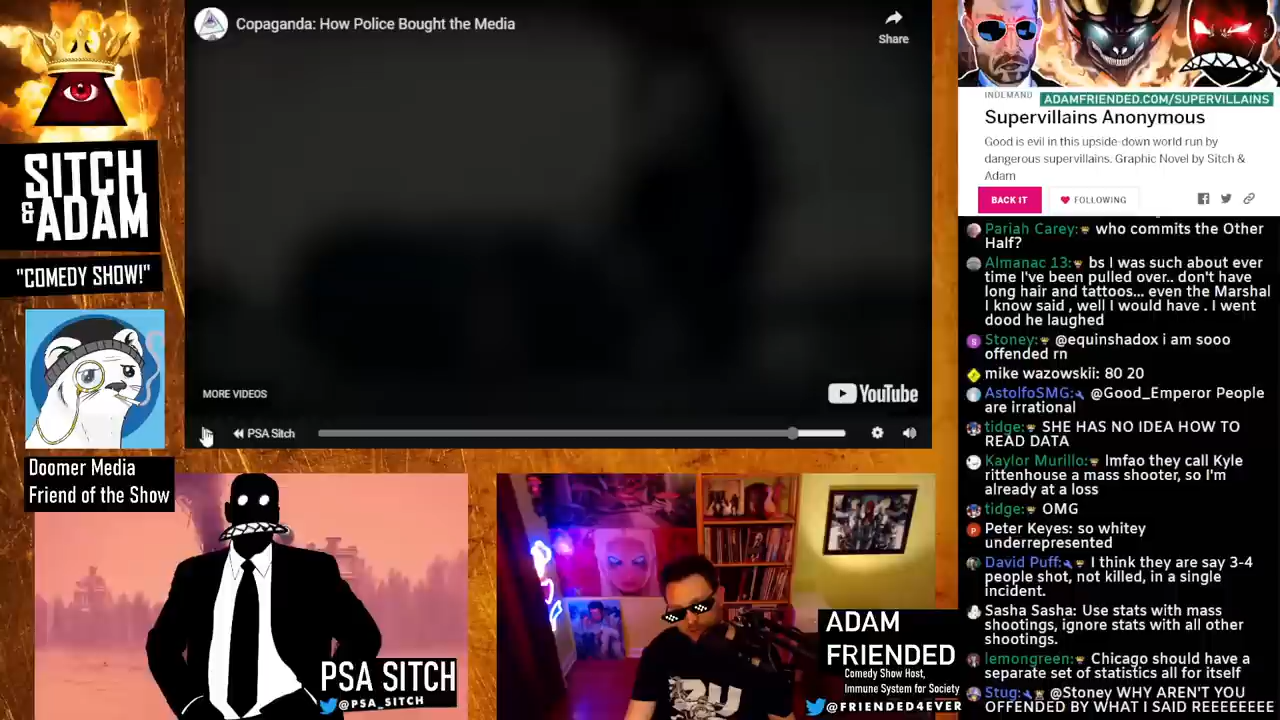 Copaganda: How Police Bought the Media
Share
MORE VIDEOS
YouTube
PSA Sitch
SITCH
& ADAM
"COMEDY SHOW!"
Doomer Media
Friend of the Show
PSA SITCH
@PSA_SITCH
ADAM
FRIENDED
Comedy Show Host,
Immune System for Society
@FRIENDED4EVER
INDEMAND
ADAMFRIENDED.COM/SUPERVILLAINS
Supervillains Anonymous
Good is evil in this upside-down world run by
dangerous supervillains. Graphic Novel by Sitch &
Adam
BACK IT
FOLLOWING
Pariah Carey: who commits the Other
Half?
Almanac 13: bs I was such about ever
time I've been pulled over.. don't have
long hair and tattoos... even the Marshal
I know said , well I would have . I went
dood he laughed
Stoney: @equinshadox i am sooo
offended rn
mike wazowskii: 80 20
AstolfoSMG: @Good_Emperor People
are irrational
tidge: SHE HAS NO IDEA HOW TO
READ DATA
Kaylor Murillo: lmfao they call Kyle
rittenhouse a mass shooter, so I'm
already at a loss
tidge: OMG
Peter Keyes: so whitey
underrepresented
David Puff: I think they are say 3-4
people shot, not killed, in a single
incident.
Sasha Sasha: Use stats with mass
shootings, ignore stats with all other
shootings.
lemongreen: Chicago should have a
separate set of statistics all for itself
Stug: @Stoney WHY AREN'T YOU
OFFENDED BY WHAT I SAID REEEEEEEE